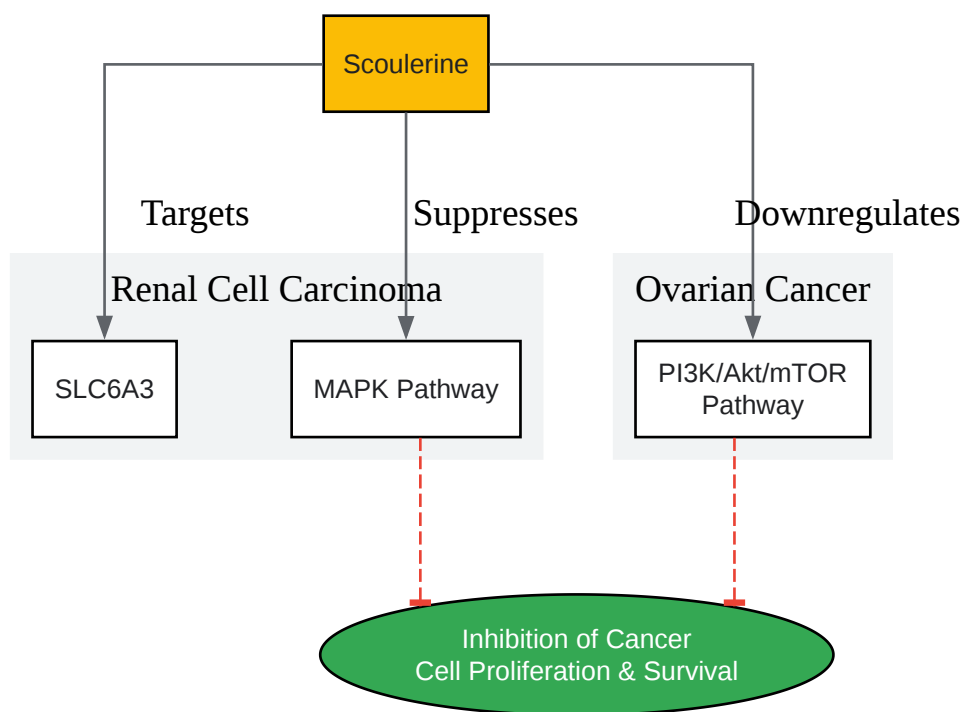 Scoulerine
Targets
Suppresses
Downregulates
Renal Cell Carcinoma
Ovarian Cancer
SLC6A3
MAPK Pathway
PI3K/Akt/mTOR
Pathway
Inhibition of Cancer
Cell Proliferation & Survival